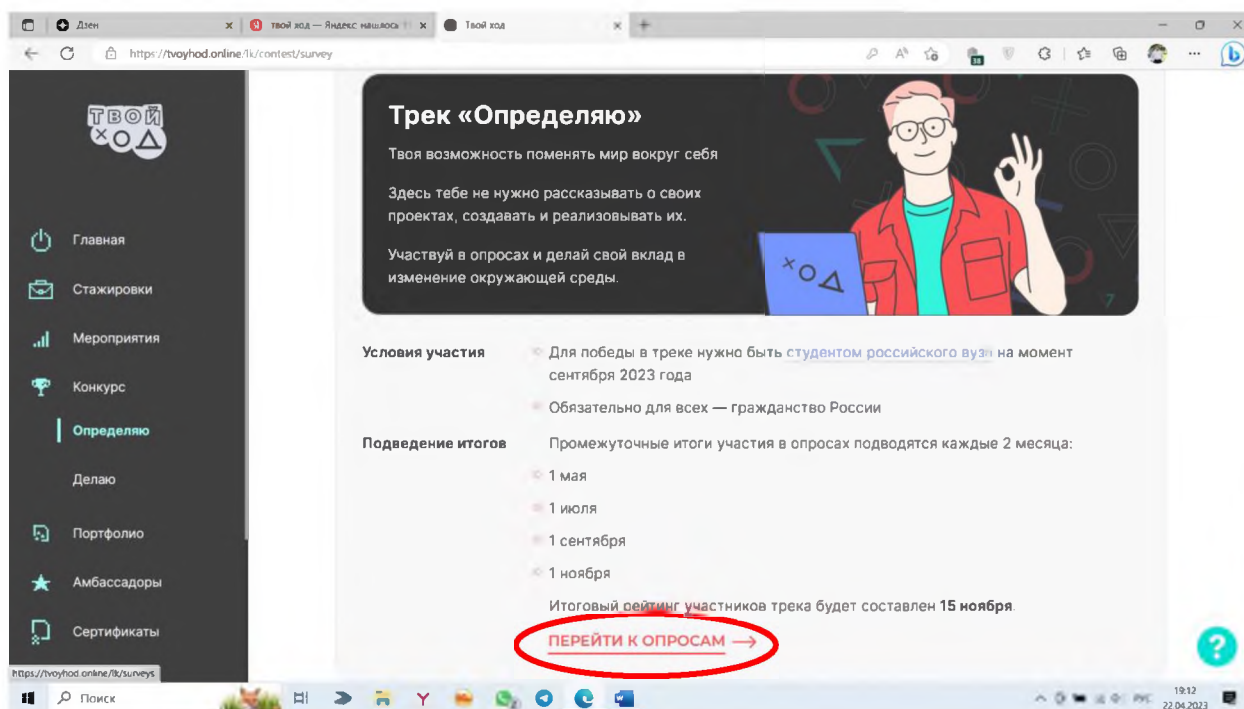 Дзен
твой ход — Яндекс нашлось
Твой ход
https://tvoyhod.online/lk/contest/survey
38
ТВОЙ
Главная
Стажировки
Мероприятия
Конкурс
Определяю
Делаю
Портфолио
Амбассадоры
Сертификаты
Трек «Определяю»
Твоя возможность поменять мир вокруг себя
Здесь тебе не нужно рассказывать о своих
проектах, создавать и реализовывать их.
Участвуй в опросах и делай свой вклад в
изменение окружающей среды.
Условия участия
Для победы в треке нужно быть студентом российского вуза на момент
сентября 2023 года
Обязательно для всех — гражданство России
Подведение итогов
Промежуточные итоги участия в опросах подводятся каждые 2 месяца:
1 мая
1 июля
1 сентября
1 ноября
Итоговый рейтинг участников трека будет составлен 15 ноября.
ПЕРЕЙТИ К ОПРОСАМ →
?
https://tvoyhod.online/lk/surveys
Поиск
РУС
19:12
22.04.2023